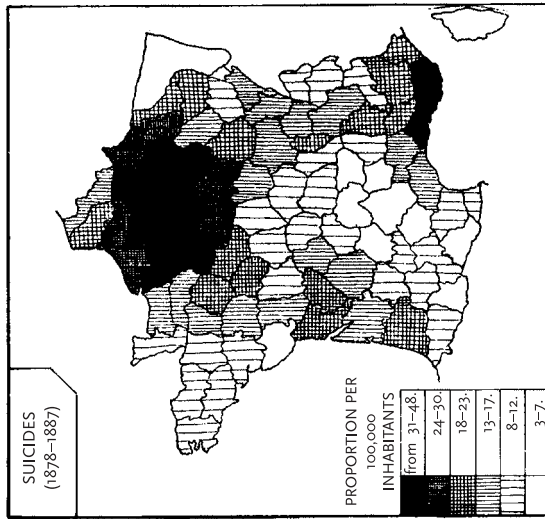 SUICIDES
(1878–1887)
PROPORTION PER
100,000
INHABITANTS
from 31–48.
24–30.
18–23.
13–17.
8–12.
3–7.